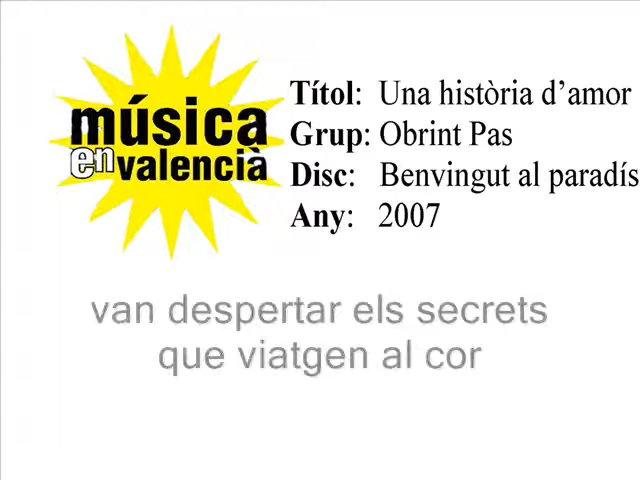 música
en valencià
Títol: Una història d’amor
Grup: Obrint Pas
Disc: Benvingut al paradís
Any: 2007
van despertar els secrets
que viatgen al cor